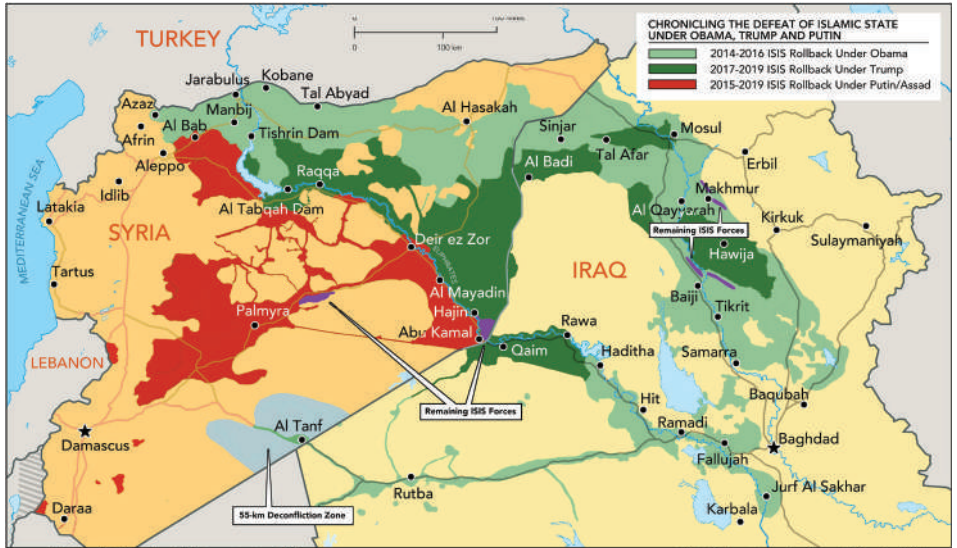 CHRONICLING THE DEFEAT OF ISLAMIC STATE
UNDER OBAMA, TRUMP AND PUTIN
2014-2016 ISIS Rollback Under Obama
2017-2019 ISIS Rollback Under Trump
2015-2019 ISIS Rollback Under Putin/Assad
0
100 km
TURKEY
Kobane
Jarabulus
Tal Abyad
Azaz
Manbij
Al Hasakah
Al Bab
Tishrin Dam
Afrin
Aleppo
Sinjar
Mosul
Tal Afar
Erbil
Al Badi
Raqqa
Idlib
Al Tabqah Dam
Makhmur
Al Qayyarah
Latakia
MEDITERRANEAN SEA
SYRIA
Kirkuk
Remaining ISIS Forces
Sulaymaniyah
Deir ez Zor
EUPHRATES
Hawija
IRAQ
Tartus
Al Mayadin
Baiji
Tikrit
Palmyra
Hajin
Abu Kamal
Rawa
Qaim
Haditha
Samarra
LEBANON
Baqubah
Remaining ISIS Forces
Hit
Al Tanf
Ramadi
Damascus
Baghdad
Fallujah
Rutba
Jurf Al Sakhar
55-km Deconfliction Zone
Karbala
Daraa